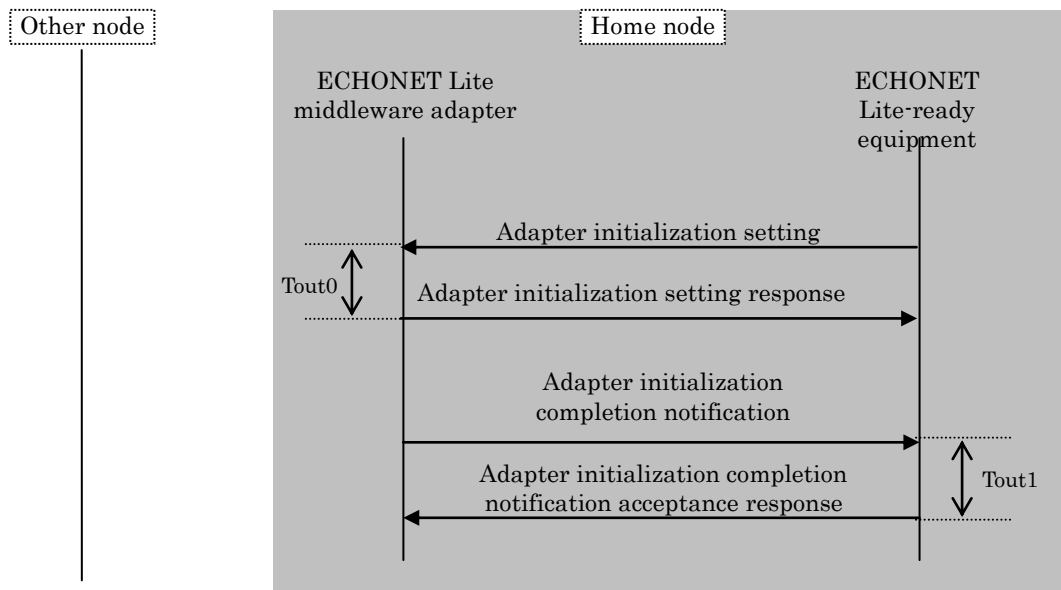 Other node
Home node
ECHONET Lite
middleware adapter
ECHONET
Lite-ready
equipment
Adapter initialization setting
Tout0
Adapter initialization setting response
Adapter initialization
completion notification
Adapter initialization completion
notification acceptance response
Tout1